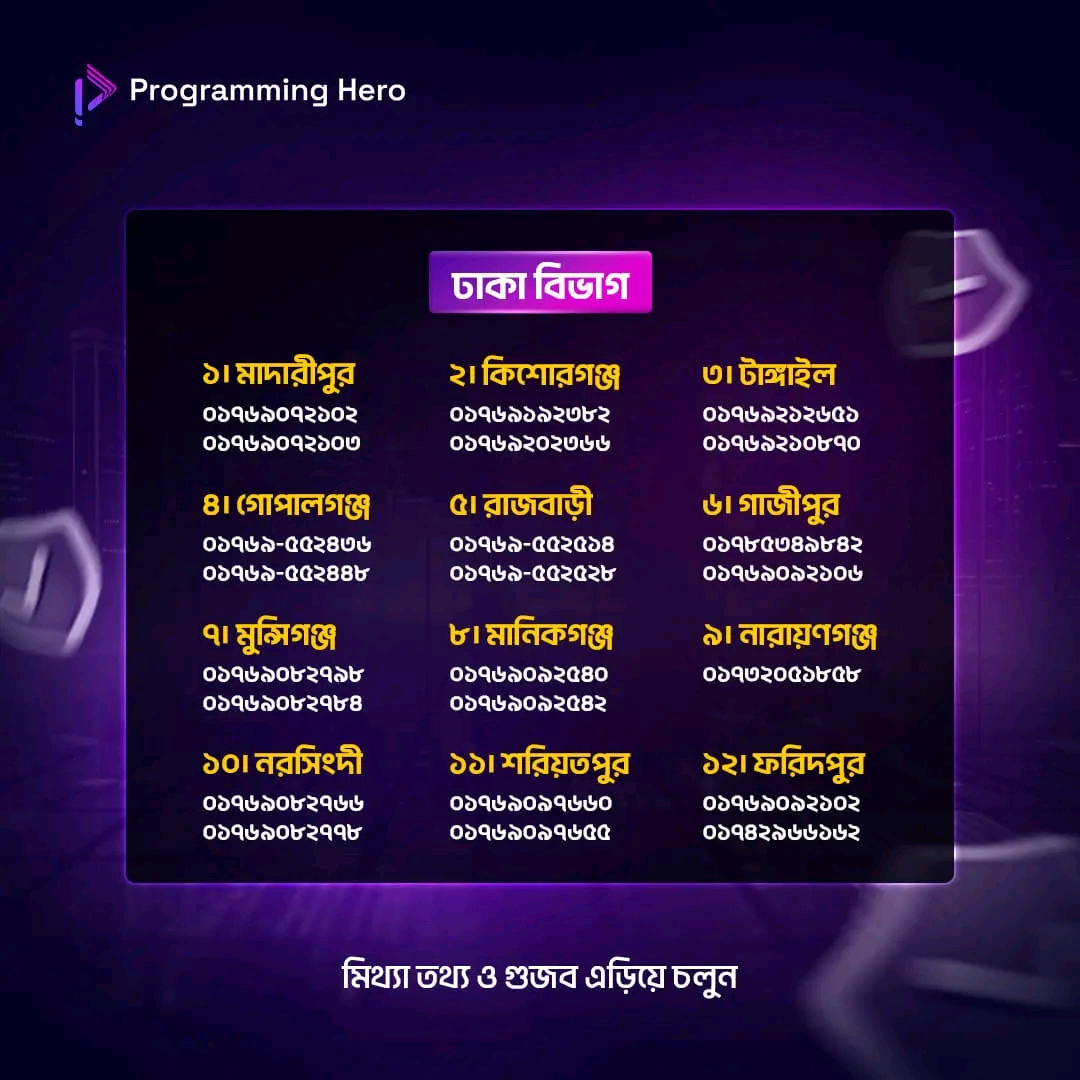 Programming Hero
ঢাকা বিভাগ
১। মাদারীপুর
০১৭৬৯০৭২১০২
০১৭৬৯০৭২১০৩
২। কিশোরগঞ্জ
০১৭৬৯১৯২৩৮২
০১৭৬৯২০২৩৬৬
৩। টাঙ্গাইল
০১৭৬৯২১২৬৫১
০১৭৬৯২১০৮৭০
৪। গোপালগঞ্জ
০১৭৬৯-৫৫২৪৩৬
০১৭৬৯-৫৫২৪৪৮
৫। রাজবাড়ী
০১৭৬৯-৫৫২৫১৪
০১৭৬৯-৫৫২৫২৮
৬। গাজীপুর
০১৭৮৫৩৪৯৮৪২
০১৭৬৯০৯২১০৬
৭। মুন্সিগঞ্জ
০১৭৬৯০৮২৭৯৮
০১৭৬৯০৮২৭৮৪
৮। মানিকগঞ্জ
০১৭৬৯০৯২৫৪০
০১৭৬৯০৯২৫৪২
৯। নারায়ণগঞ্জ
০১৭৩২০৫১৮৫৮
১০। নরসিংদী
০১৭৬৯০৮২৭৬৬
০১৭৬৯০৮২৭৭৮
১১। শরিয়তপুর
০১৭৬৯০৯৭৬৬০
০১৭৬৯০৯৭৬৫৫
১২। ফরিদপুর
০১৭৬৯০৯২১০২
০১৭৪২৯৬৬১৬২
মিথ্যা তথ্য ও গুজব এড়িয়ে চলুন